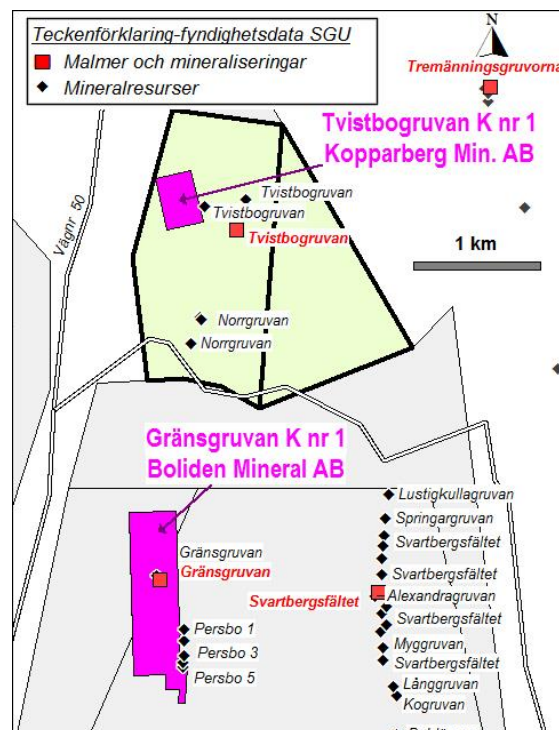 Teckenförklaring-fyndighetsdata SGU
Malmer och mineraliseringar
Mineralresurser
N
Tremänningsgruvorna
Tvistbogruvan K nr 1
Kopparberg Min. AB
Vägnr 50
Tvistbogruvan
Tvistbogruvan
Tvistbogruvan
1 km
Norrgruvan
Norrgruvan
Gränsgruvan K nr 1
Boliden Mineral AB
Lustigkullagruvan
Springargruvan
Svartbergsfältet
Gränsgruvan
Gränsgruvan
Svartbergsfältet
Svartbergsfältet
Alexandragruvan
Svartbergsfältet
Persbo 1
Persbo 3
Persbo 5
Myggruvan
Svartbergsfältet
Långgruvan
Kogruvan